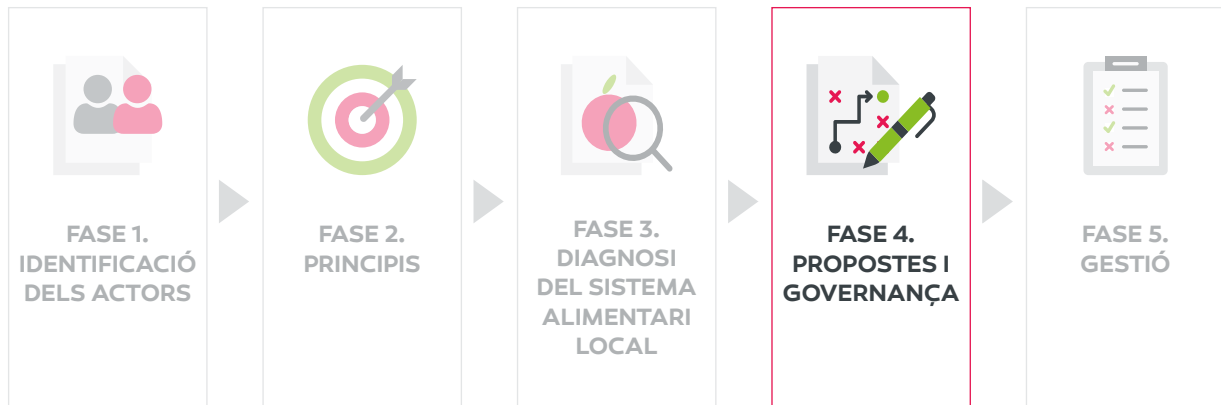 FASE 1.
IDENTIFICACIÓ
DELS ACTORS
FASE 2.
PRINCIPIS
FASE 3.
DIAGNOSI
DEL SISTEMA
ALIMENTARI
LOCAL
FASE 4.
PROPOSTES I
GOVERNANÇA
FASE 5.
GESTIÓ